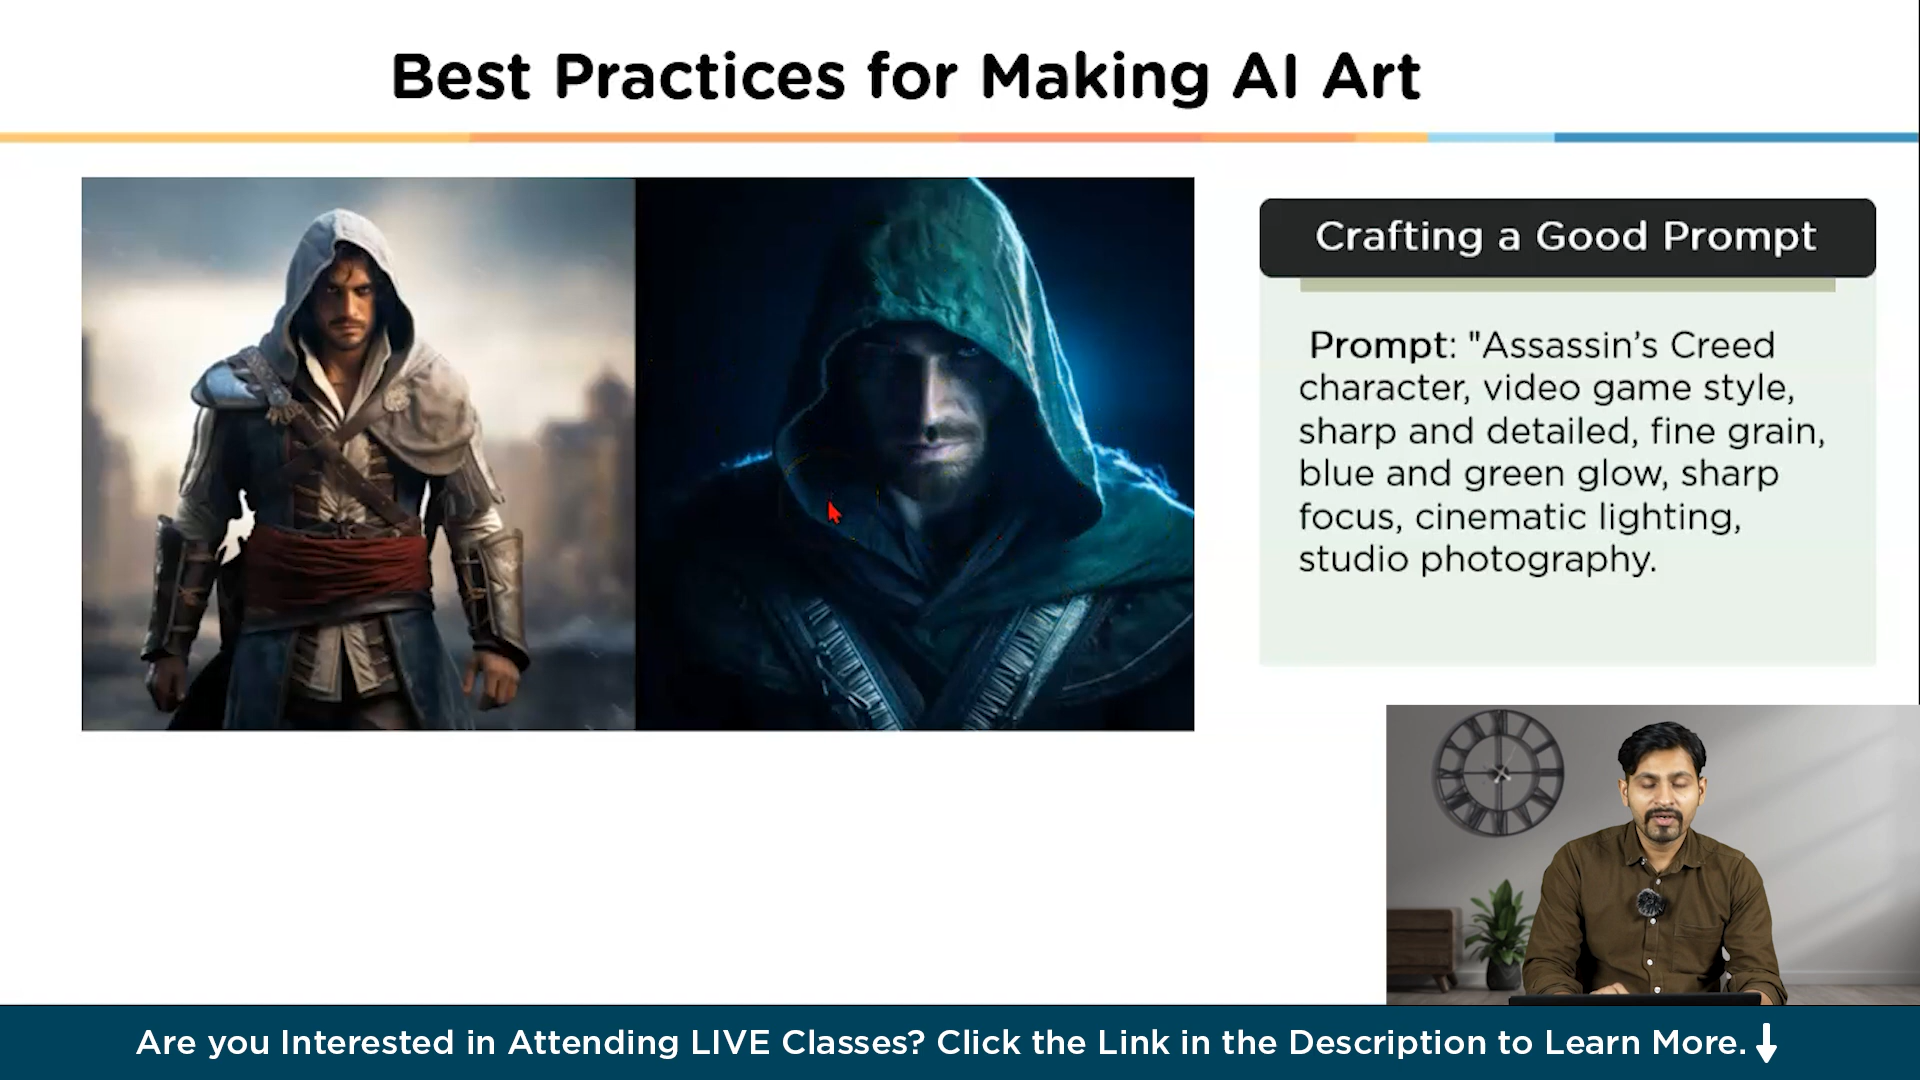 Best Practices for Making AI Art
Crafting a Good Prompt
Prompt: "Assassin’s Creed
character, video game style,
sharp and detailed, fine grain,
blue and green glow, sharp
focus, cinematic lighting,
studio photography.
Are you Interested in Attending LIVE Classes? Click the Link in the Description to Learn More.